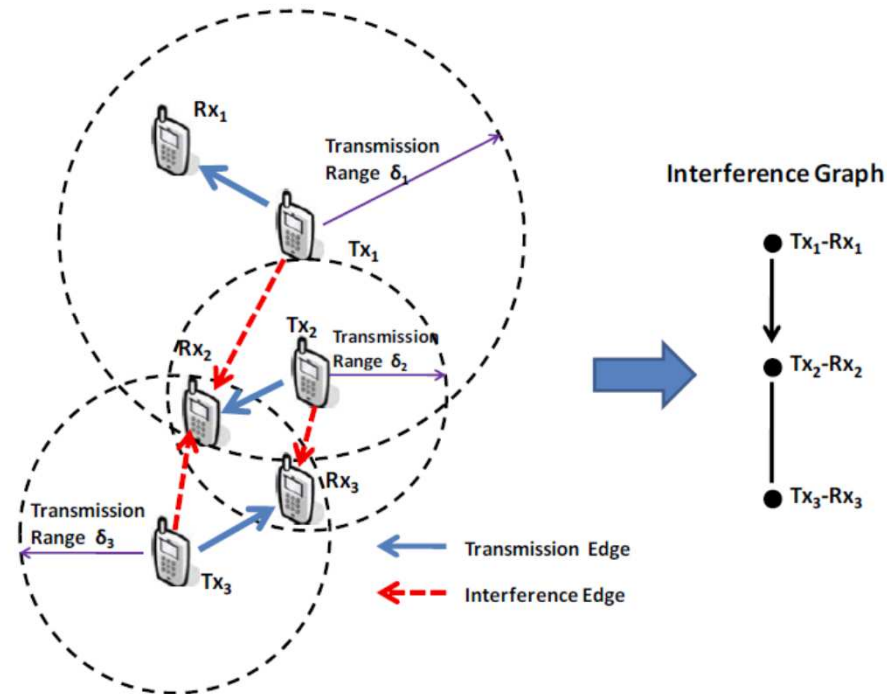 Rx₁
Transmission
Range δ₁
Tx₁
Interference Graph
Tx₁-Rx₁
Tx₂
Rx₂
Transmission
Range δ₂
Tx₂-Rx₂
Rx₃
Tx₃-Rx₃
Transmission
Range δ₃
Tx₃
Transmission Edge
Interference Edge